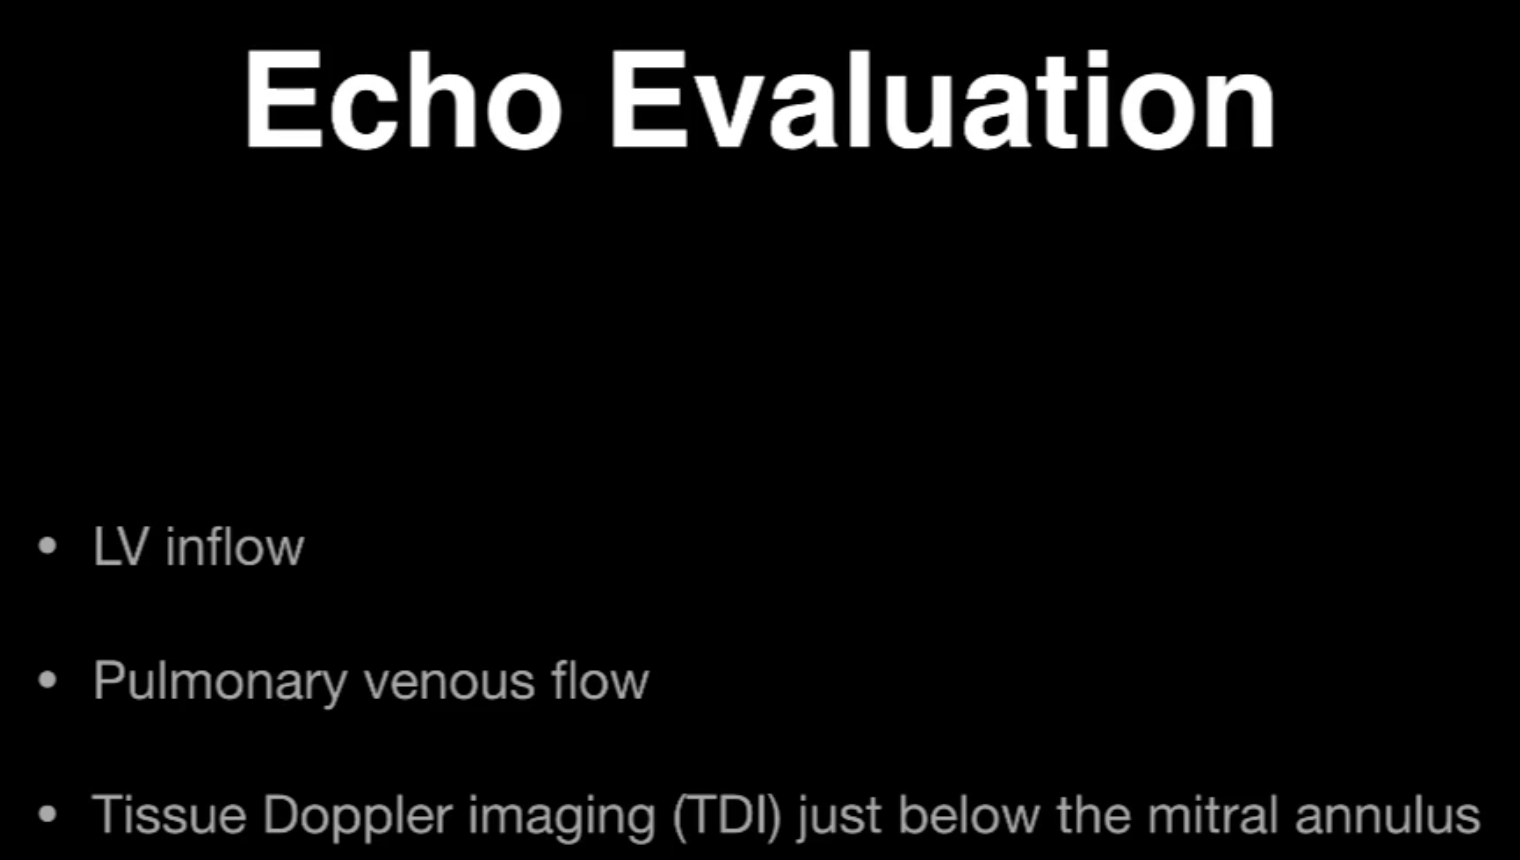 Echo Evaluation
• LV inflow
• Pulmonary venous flow
• Tissue Doppler imaging (TDI) just below the mitral annulus